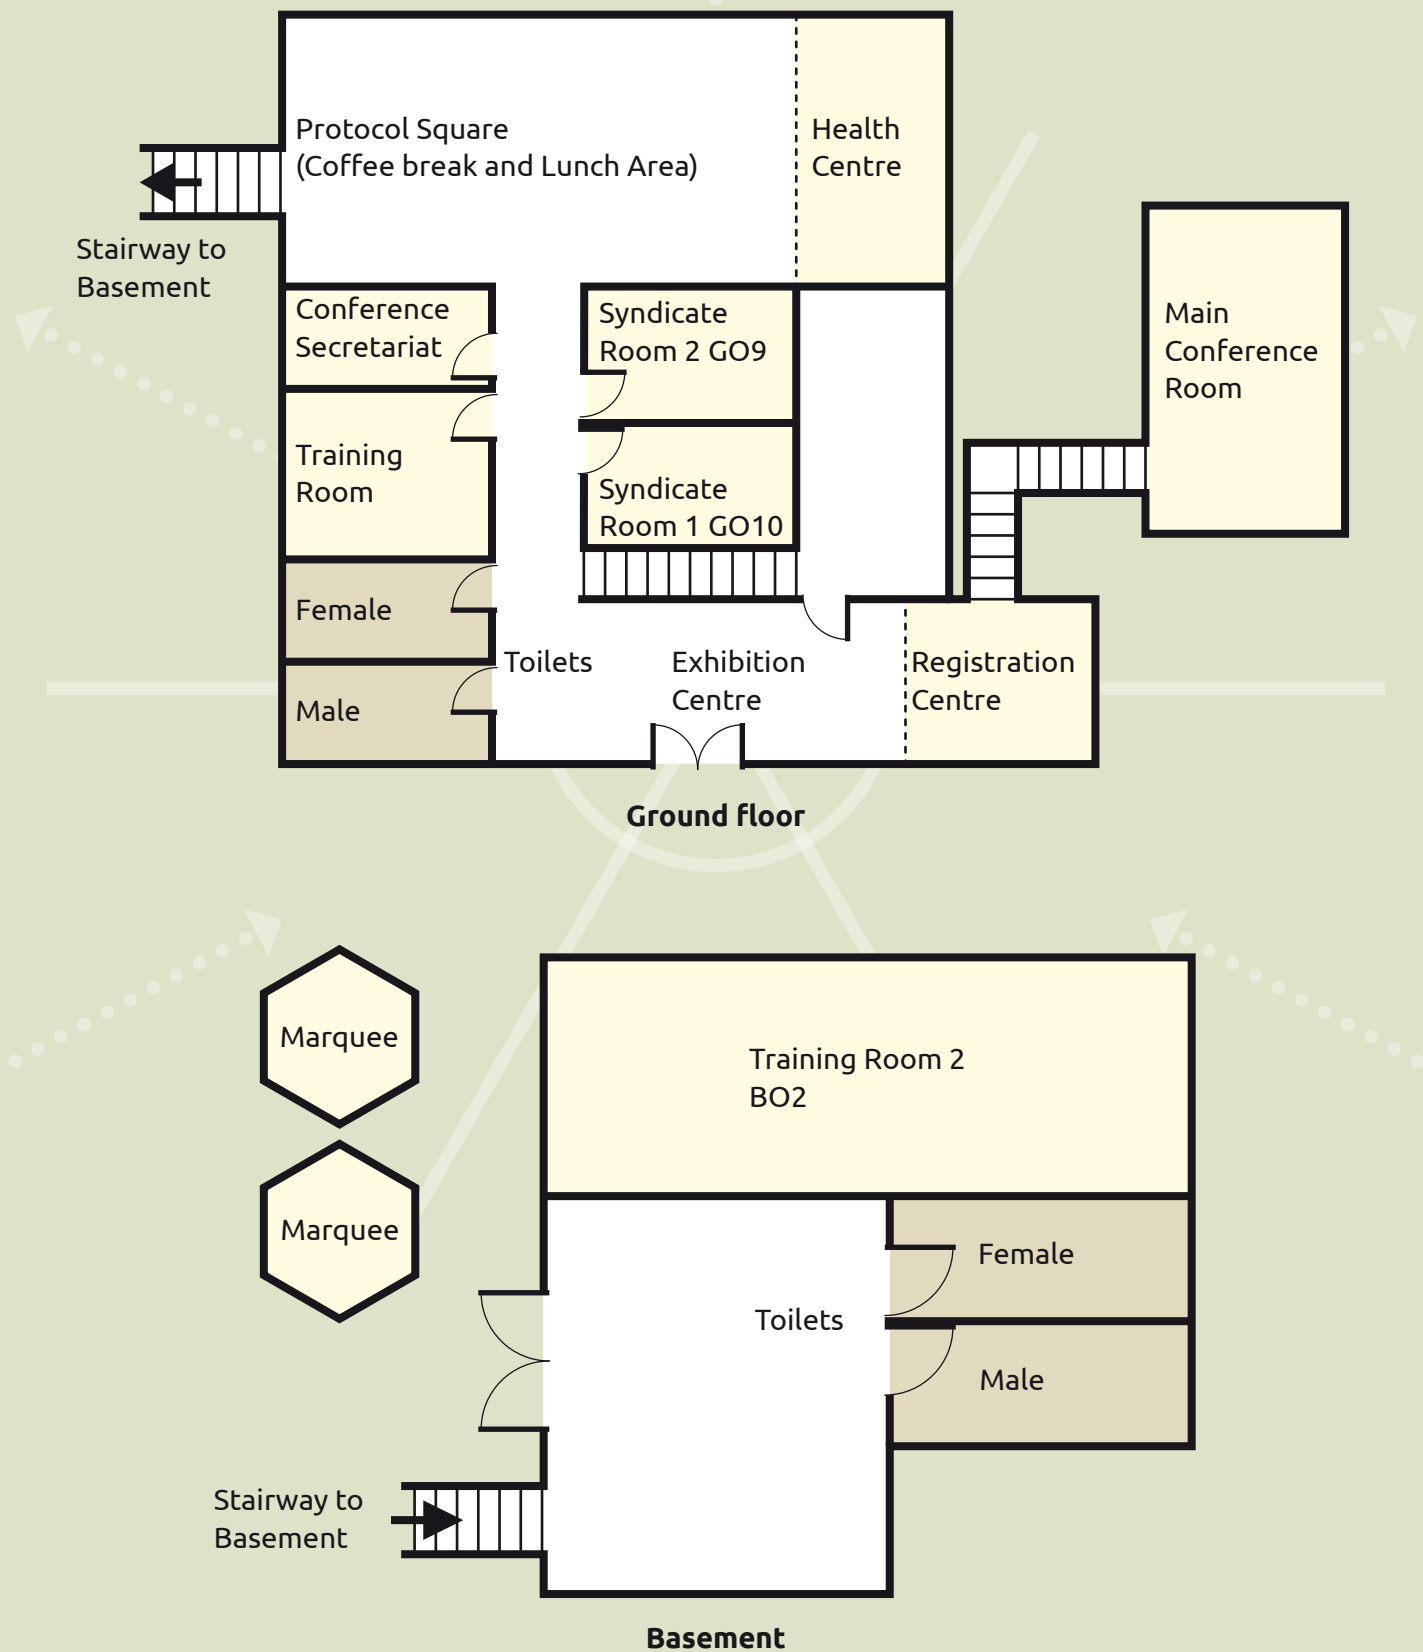 Protocol Square
(Coffee break and Lunch Area)
Health
Centre
Stairway to
Basement
Conference
Secretariat
Syndicate
Room 2 GO9
Main
Conference
Room
Training
Room
Syndicate
Room 1 GO10
Female
Toilets
Exhibition
Centre
Registration
Centre
Male
Ground floor
Marquee
Training Room 2
BO2
Marquee
Female
Toilets
Male
Stairway to
Basement
Basement